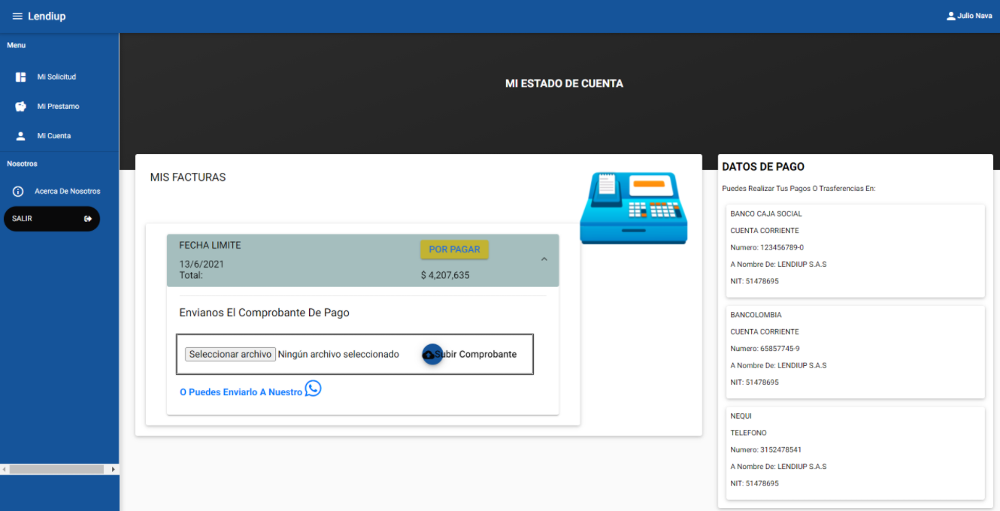 Lendiup
Julio Nava
Menu
Mi Solicitud
Mi Prestamo
Mi Cuenta
Nosotros
Acerca De Nosotros
SALIR
MI ESTADO DE CUENTA
MIS FACTURAS
FECHA LIMITE
POR PAGAR
13/6/2021
Total:
$ 4,207,635
Envianos El Comprobante De Pago
Seleccionar archivo Ningún archivo seleccionado
Subir Comprobante
O Puedes Enviarlo A Nuestro
DATOS DE PAGO
Puedes Realizar Tus Pagos O Trasferencias En:
BANCO CAJA SOCIAL
CUENTA CORRIENTE
Numero: 123456789-0
A Nombre De: LENDIUP S.A.S
NIT: 51478695
BANCOLOMBIA
CUENTA CORRIENTE
Numero: 65857745-9
A Nombre De: LENDIUP S.A.S
NIT: 51478695
NEQUI
TELEFONO
Numero: 3152478541
A Nombre De: LENDIUP S.A.S
NIT: 51478695